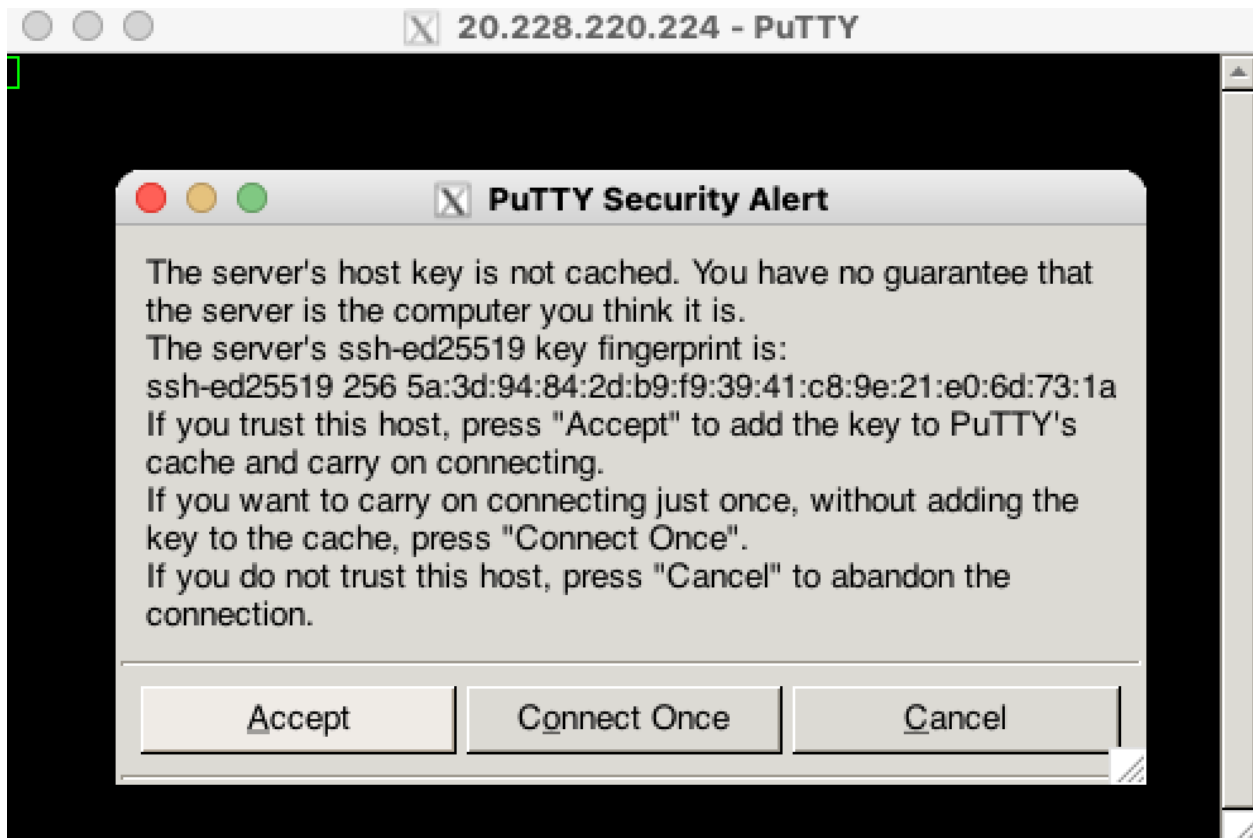 20.228.220.224 - PuTTY
PuTTY Security Alert
The server's host key is not cached. You have no guarantee that
the server is the computer you think it is.
The server's ssh-ed25519 key fingerprint is:
ssh-ed25519 256 5a:3d:94:84:2d:b9:f9:39:41:c8:9e:21:e0:6d:73:1a
If you trust this host, press "Accept" to add the key to PuTTY's
cache and carry on connecting.
If you want to carry on connecting just once, without adding the
key to the cache, press "Connect Once".
If you do not trust this host, press "Cancel" to abandon the
connection.
Accept Connect Once Cancel